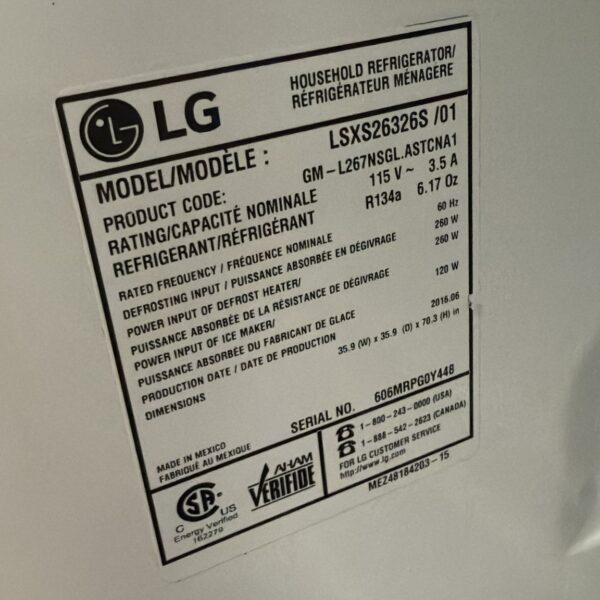 LG
HOUSEHOLD REFRIGERATOR/
RÉFRIGÉRATEUR MÉNAGÈRE
MODEL/MODÈLE : LSXS26326S /01
PRODUCT CODE: GM-L267NSGL.ASTCNA1
RATING/CAPACITÉ NOMINALE 115 V~ 3.5 A
REFRIGERANT/RÉFRIGÉRANT R134a 6.17 Oz
RATED FREQUENCY / FRÉQUENCE NOMINALE 60 Hz
DEFROSTING INPUT / PUISSANCE ABSORBÉE EN DÉGIVRAGE 260 W
POWER INPUT OF DEFROST HEATER/ 260 W
PUISSANCE ABSORBÉE DE LA RÉSISTANCE DE DÉGIVRAGE
POWER INPUT OF ICE MAKER/ 120 W
PUISSANCE ABSORBÉE DU FABRICANT DE GLACE
PRODUCTION DATE / DATE DE PRODUCTION 2016.06
DIMENSIONS 35.9 (W) x 35.9 (D) x 70.3 (H) in
SERIAL NO. 606MRPG0Y448
MADE IN MEXICO
FABRIQUÉ AU MEXIQUE
CSA
C US
Energy Verified
162279
AHAM
VERIFIDE
1-800-243-0000 (USA)
1-888-542-2623 (CANADA)
FOR LG CUSTOMER SERVICE
http://www.lg.com
MEZ48184203-15